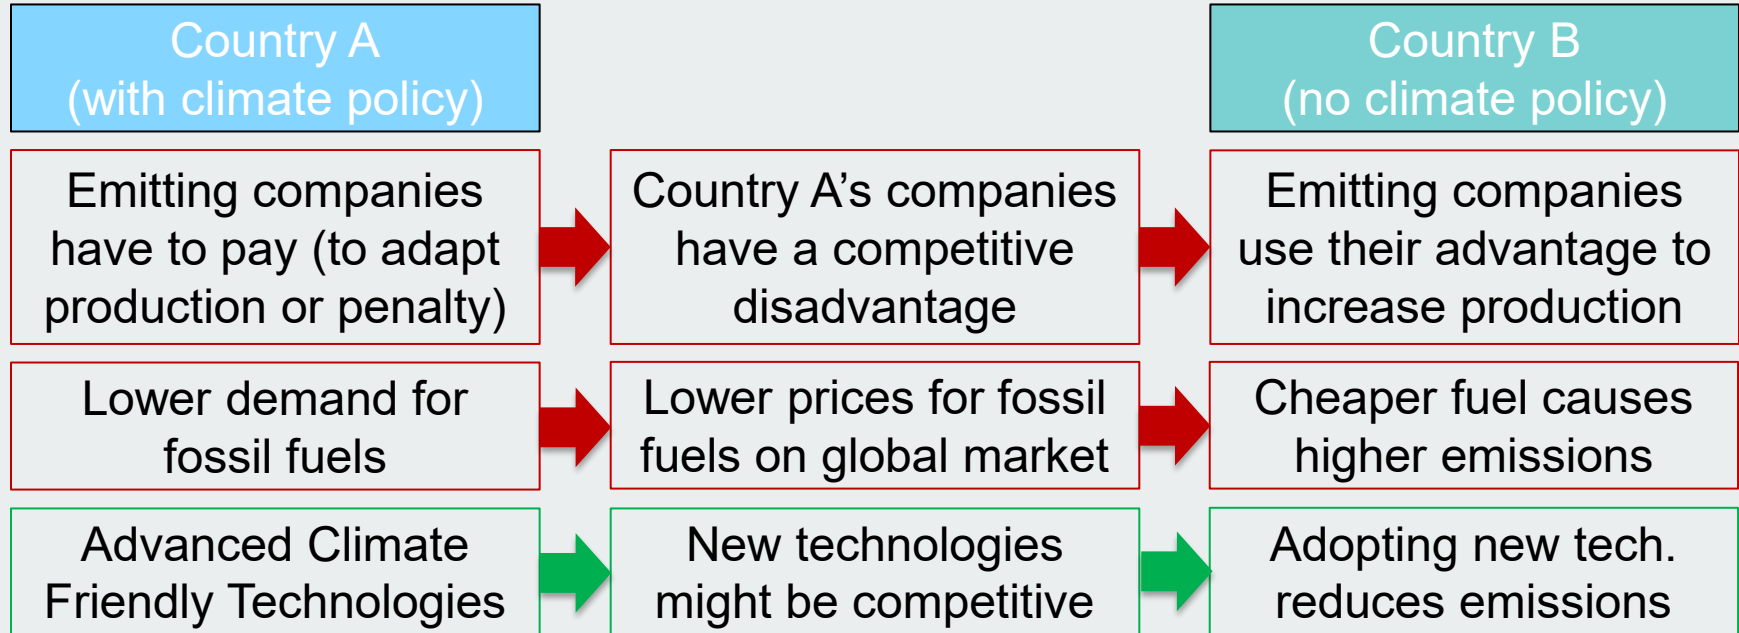 Country A
(with climate policy)
Country B
(no climate policy)
Emitting companies
have to pay (to adapt
production or penalty)
Country A’s companies
have a competitive
disadvantage
Emitting companies
use their advantage to
increase production
Lower demand for
fossil fuels
Lower prices for fossil
fuels on global market
Cheaper fuel causes
higher emissions
Advanced Climate
Friendly Technologies
New technologies
might be competitive
Adopting new tech.
reduces emissions